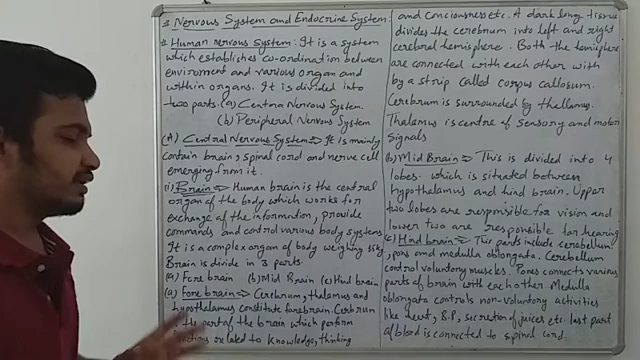 Nervous System and Endocrine System:
Human nervous System: It is a system
which establishes co-ordination between
enviroment and various organ and
within organs. It is divided into
two parts. (a) Centran Nervous System.
(b) Peripheral Nervous System
(A) Central Nervous System => It is mainly
contain brain, spinal cord and nerve cell
emerging from it.
(i) Brain => Human brain is the central
organ of the body which works for
exchange of the information, provide
commands and control various body systems
It is a complex organ of body weighing
Brain is divide in 3 parts.
(a) Fore brain (b) Mid Brain (c) Hind brain
(a) Fore brain => Cerebrum, thalamus and
hypothalamus constitute forebrain. Cerebrum
part of the brain which perform
related to knowledge, thinking
and conciousness etc. A dark long tissue
divides the cerebrum into left and right
cerebral hemisphere. Both the hemisphere
are connected with each other with
by a strip called corpus callosum.
Cerebrum is surrounded by thallamus.
Thalamus is centre of sensory and motor
signals
(b) Mid Brain => This is divided into 4
lobes. which is situated between
hypothalamus and hind brain. Upper
two lobes are responsible for vision and
lower two are responsible for hearing
(c) Hind brain => This parts include cerebellum,
pons and medulla oblongata. Cerebellum
control voluntory muscles. Pones connects various
parts of brain with each other. Medulla
oblongata controls non-voluntory activities
like heart, B.P, secretion of juices etc. last part
of blood is connected to spinal cord.